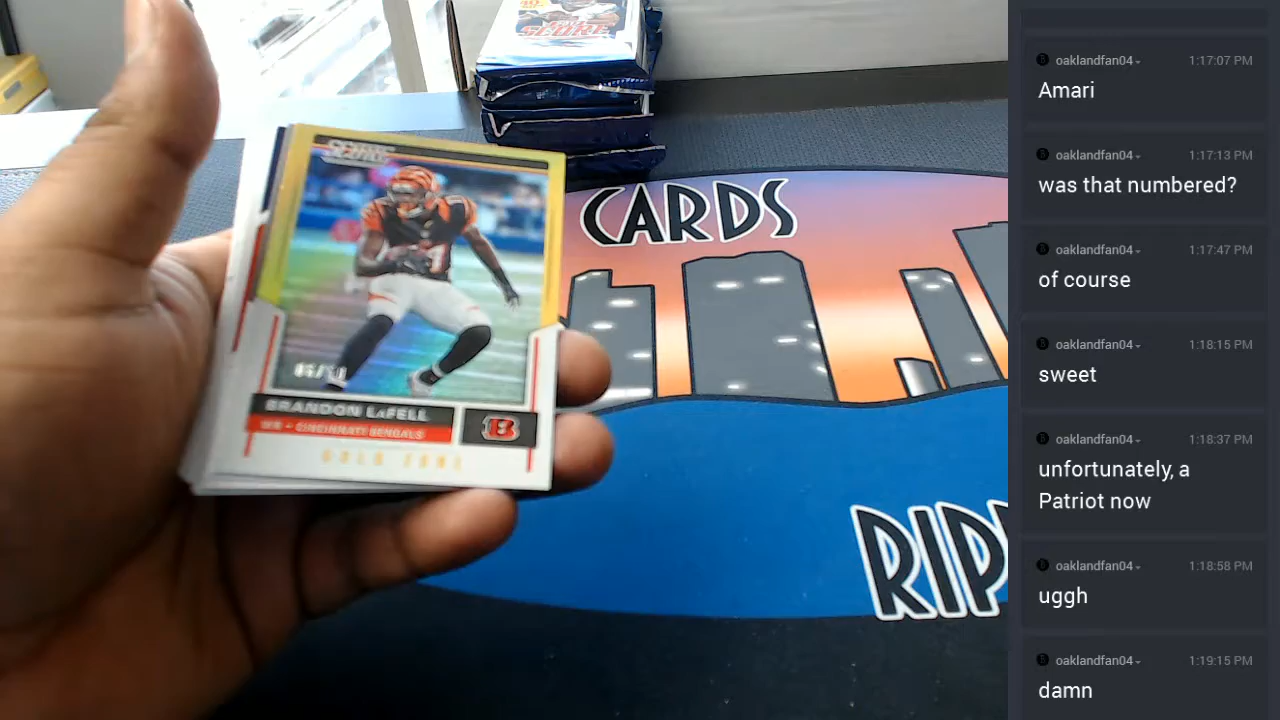 SCORE
CARDS
BRANDON LaFELL
WR - CINCINNATI BENGALS
GOLD ZONE
RIP
oaklandfan04 1:17:07 PM
Amari
oaklandfan04 1:17:13 PM
was that numbered?
oaklandfan04 1:17:47 PM
of course
oaklandfan04 1:18:15 PM
sweet
oaklandfan04 1:18:37 PM
unfortunately, a
Patriot now
oaklandfan04 1:18:58 PM
uggh
oaklandfan04 1:19:15 PM
damn